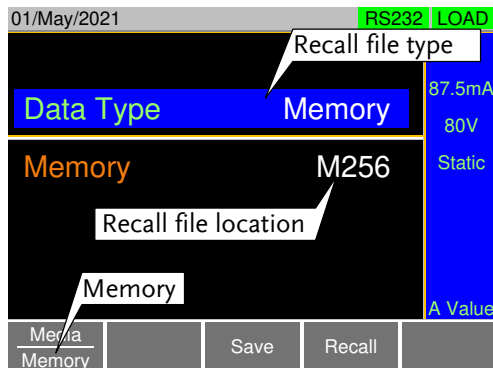 01/May/2021 RS232 LOAD
Recall file type
87.5mA
Data Type Memory
80V
Memory M256
Static
Recall file location
Memory
A Value
Media
Memory
Save
Recall